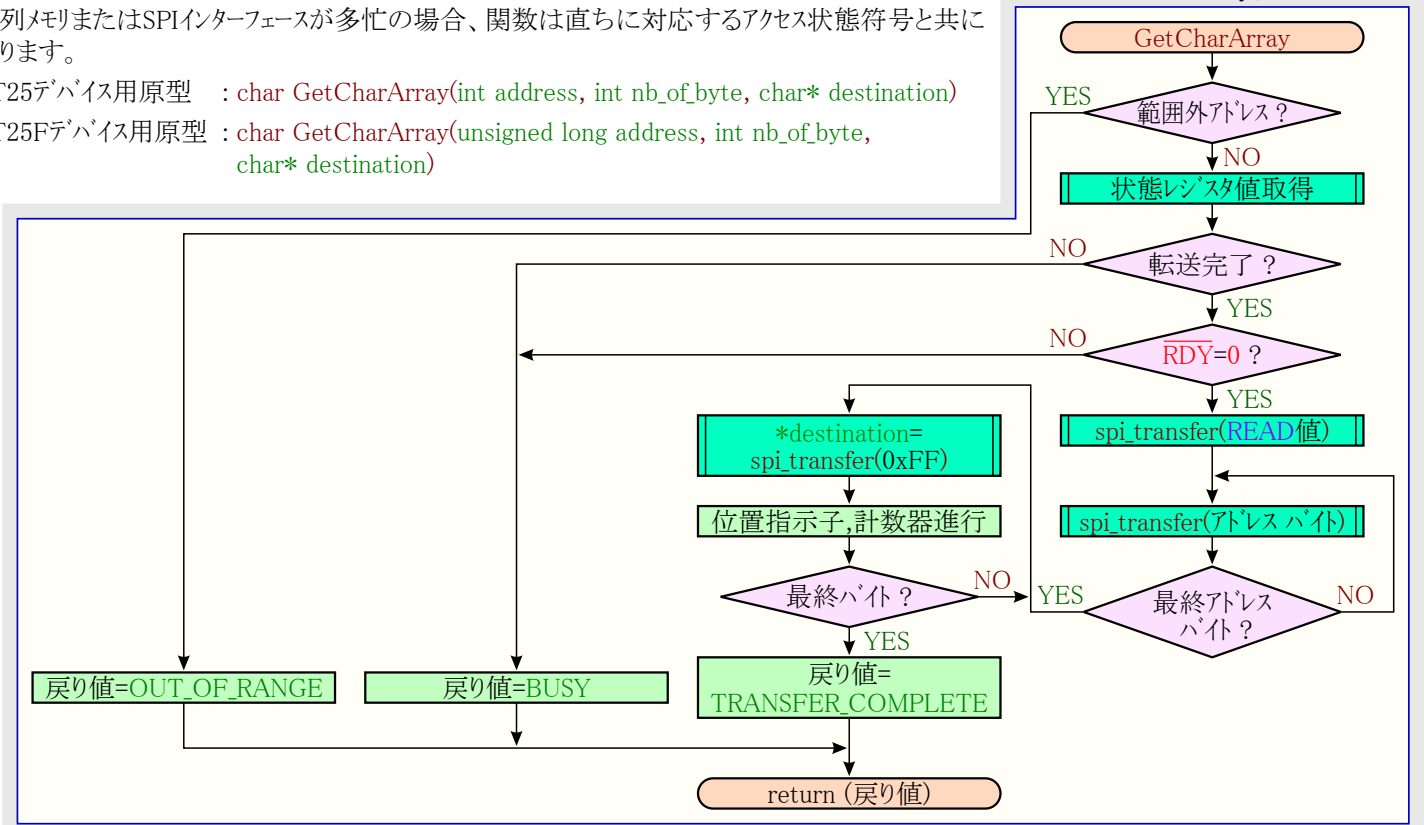 列メモリまたはSPIインターフェースが多忙の場合、関数は直ちに対応するアクセス状態符号と共に
ります。
T25デバイス用原型 : char GetCharArray(int address, int nb_of_byte, char* destination)
T25Fデバイス用原型 : char GetCharArray(unsigned long address, int nb_of_byte,
char* destination)
GetCharArray
YES
範囲外アドレス ?
NO
状態レジスタ値取得
NO
転送完了 ?
YES
NO
RDY=0 ?
YES
spi_transfer(READ値)
*destination=
spi_transfer(0xFF)
spi_transfer(アドレス バイト)
位置指示子,計数器進行
最終バイト ?
NO
YES
YES
最終アドレス
バイト ?
NO
戻り値=OUT_OF_RANGE
戻り値=BUSY
戻り値=
TRANSFER_COMPLETE
return (戻り値)